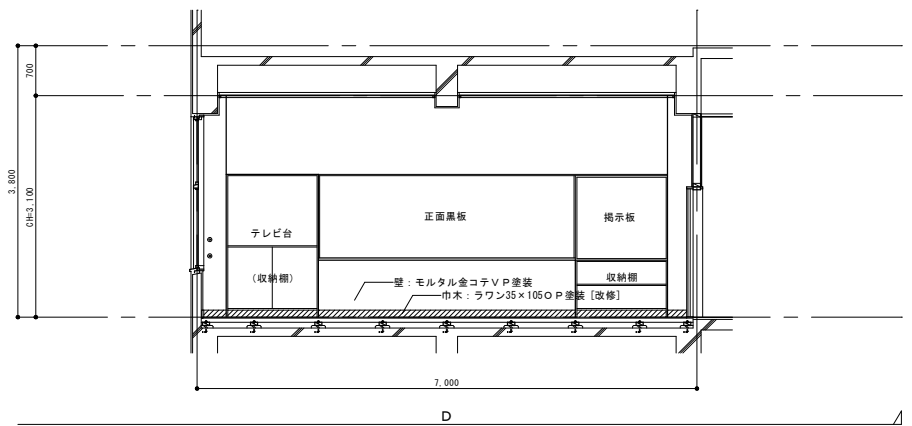 700
3,800
CH=3,100
正面黒板
掲示板
テレビ台
(収納棚)
収納棚
壁：モルタル金コテＶＰ塗装
巾木：ラワン35×105ＯＰ塗装［改修］
7,000
D